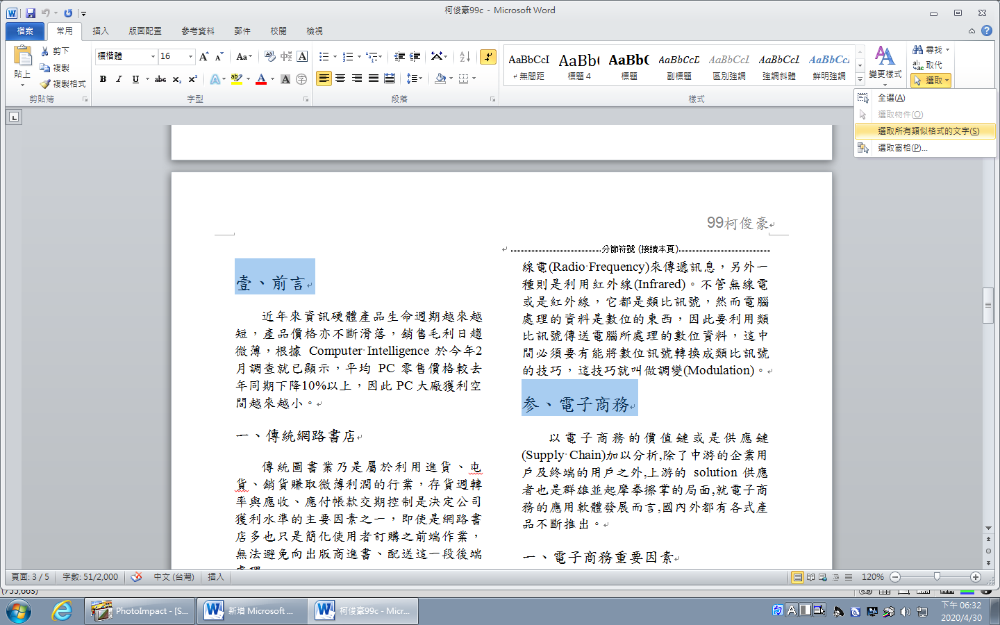 柯俊豪99c - Microsoft Word
檔案 常用 插入 版面配置 參考資料 郵件 校閱 檢視
貼上
剪下
複製
複製格式
剪貼簿
標楷體 16
字型
段落
AaBbCcI 無間距
AaBb( 標題 4
AaBb( 標題
AaBbCcD 副標題
AaBbCcL 區別強調
AaBbCcL 強調斜體
AaBbCc. 鮮明強調
變更樣式
樣式
尋找
取代
選取
全選(A)
選取物件(O)
選取所有類似格式的文字(S)
選取窗格(P)...
99柯俊豪
壹、前言
近年來資訊硬體產品生命週期越來越
短，產品價格亦不斷滑落，銷售毛利日趨
微薄，根據 Computer Intelligence 於今年2
月調查就已顯示，平均 PC 零售價格較去
年同期下降10%以上，因此 PC 大廠獲利空
間越來越小。
一、傳統網路書店
傳統圖書業乃是屬於利用進貨、屯
貨、銷貨賺取微薄利潤的行業，存貨週轉
率與應收、應付帳款交期控制是決定公司
獲利水準的主要因素之一，即使是網路書
店多也只是簡化使用者訂購之前端作業，
無法避免向出版商進書、配送這一段後端
分節符號 (接續本頁)
線電(Radio Frequency)來傳遞訊息，另外一
種則是利用紅外線(Infrared)。不管無線電
或是紅外線，它都是類比訊號，然而電腦
處理的資料是數位的東西，因此要利用類
比訊號傳送電腦所處理的數位資料，這中
間必須要有能將數位訊號轉換成類比訊號
的技巧，這技巧就叫做調變(Modulation)。
参、電子商務
以電子商務的價值鏈或是供應鏈
(Supply Chain)加以分析,除了中游的企業用
戶及終端的用戶之外,上游的 solution 供應
者也是群雄並起摩拳擦掌的局面,就電子商
務的應用軟體發展而言,國內外都有各式產
品不斷推出。
一、電子商務重要因素
頁面: 3 / 5 字數: 51/2,000 中文 (台灣) 插入 120%
PhotoImpact - [S... 新增 Microsoft ... 柯俊豪99c - Micr...
下午 06:32
2020/4/30